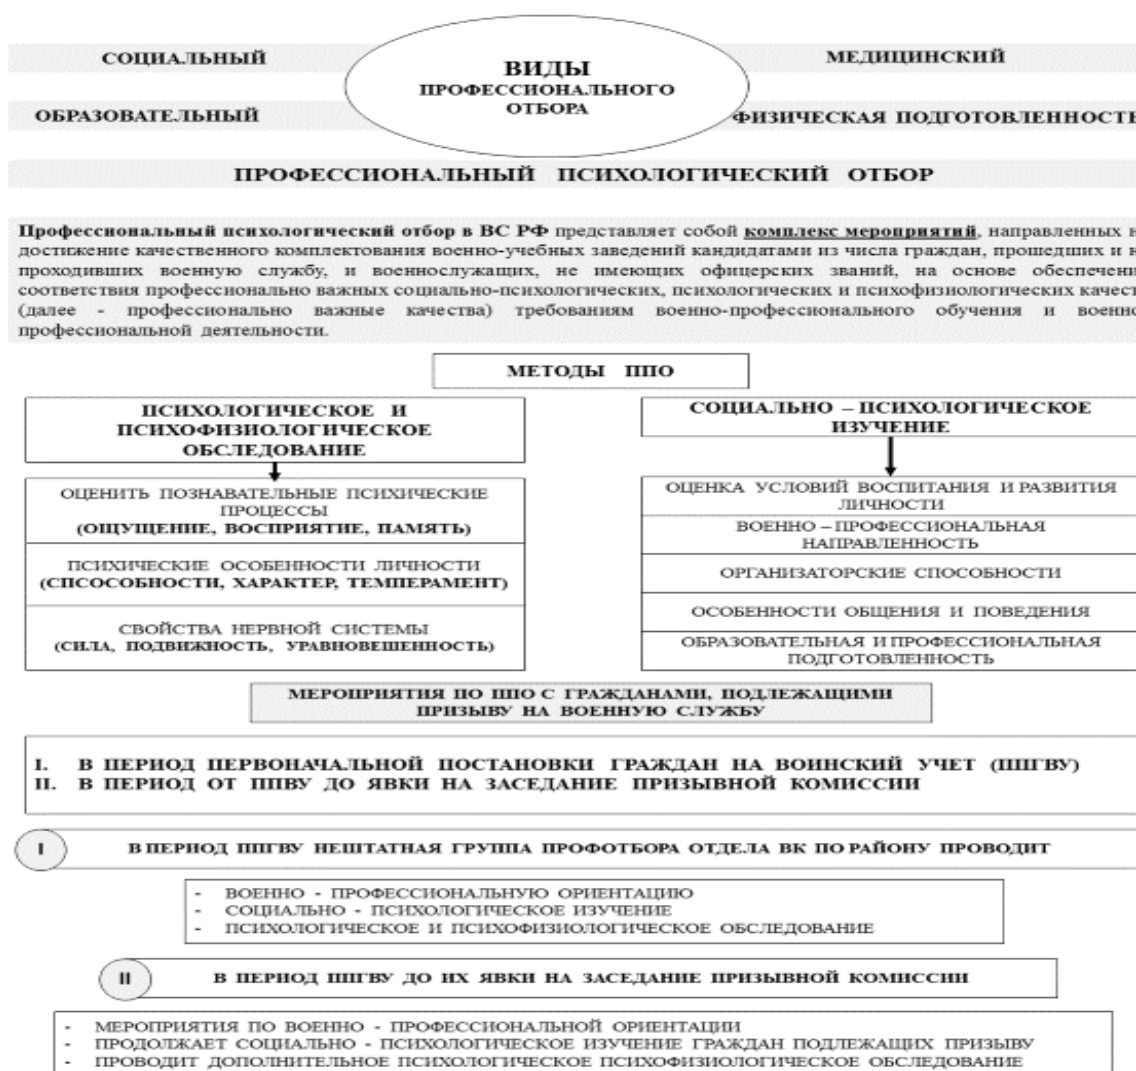 СОЦИАЛЬНЫЙ
МЕДИЦИНСКИЙ
ВИДЫ
ПРОФЕССИОНАЛЬНОГО
ОТБОРА
ОБРАЗОВАТЕЛЬНЫЙ
ФИЗИЧЕСКАЯ ПОДГОТОВЛЕННОСТЬ
ПРОФЕССИОНАЛЬНЫЙ ПСИХОЛОГИЧЕСКИЙ ОТБОР
Профессиональный психологический отбор в ВС РФ представляет собой комплекс мероприятий, направленных н
достижение качественного комплектования военно-учебных заведений кандидатами из числа граждан, прошедших и н
проходивших военную службу, и военнослужащих, не имеющих офицерских званий, на основе обеспечени
соответствия профессионально важных социально-психологических, психологических и психофизиологических качест
(далее - профессионально важные качества) требованиям военно-профессионального обучения и военно
профессиональной деятельности.
МЕТОДЫ ППО
ПСИХОЛОГИЧЕСКОЕ И
ПСИХОФИЗИОЛОГИЧЕСКОЕ
ОБСЛЕДОВАНИЕ
ОЦЕНИТЬ ПОЗНАВАТЕЛЬНЫЕ ПСИХИЧЕСКИЕ
ПРОЦЕССЫ
(ОЩУЩЕНИЕ, ВОСПРИЯТИЕ, ПАМЯТЬ)
ПСИХИЧЕСКИЕ ОСОБЕННОСТИ ЛИЧНОСТИ
(СПСОСОБНОСТИ, ХАРАКТЕР, ТЕМПЕРАМЕНТ)
СВОЙСТВА НЕРВНОЙ СИСТЕМЫ
(СИЛА, ПОДВИЖНОСТЬ, УРАВНОВЕШЕННОСТЬ)
СОЦИАЛЬНО – ПСИХОЛОГИЧЕСКОЕ
ИЗУЧЕНИЕ
ОЦЕНКА УСЛОВИЙ ВОСПИТАНИЯ И РАЗВИТИЯ
ЛИЧНОСТИ
ВОЕННО – ПРОФЕССИОНАЛЬНАЯ
НАПРАВЛЕННОСТЬ
ОРГАНИЗАТОРСКИЕ СПОСОБНОСТИ
ОСОБЕННОСТИ ОБЩЕНИЯ И ПОВЕДЕНИЯ
ОБРАЗОВАТЕЛЬНАЯ И ПРОФЕССИОНАЛЬНАЯ
ПОДГОТОВЛЕННОСТЬ
МЕРОПРИЯТИЯ ПО ППО С ГРАЖДАНАМИ, ПОДЛЕЖАЩИМИ
ПРИЗЫВУ НА ВОЕННУЮ СЛУЖБУ
I. В ПЕРИОД ПЕРВОНАЧАЛЬНОЙ ПОСТАНОВКИ ГРАЖДАН НА ВОИНСКИЙ УЧЕТ (ППГВУ)
II. В ПЕРИОД ОТ ППВУ ДО ЯВКИ НА ЗАСЕДАНИЕ ПРИЗЫВНОЙ КОМИССИИ
I В ПЕРИОД ППГВУ НЕШТАТНАЯ ГРУППА ПРОФОТБОРА ОТДЕЛА ВК ПО РАЙОНУ ПРОВОДИТ
- ВОЕННО - ПРОФЕССИОНАЛЬНУЮ ОРИЕНТАЦИЮ
- СОЦИАЛЬНО - ПСИХОЛОГИЧЕСКОЕ ИЗУЧЕНИЕ
- ПСИХОЛОГИЧЕСКОЕ И ПСИХОФИЗИОЛОГИЧЕСКОЕ ОБСЛЕДОВАНИЕ
II В ПЕРИОД ППГВУ ДО ИХ ЯВКИ НА ЗАСЕДАНИЕ ПРИЗЫВНОЙ КОМИССИИ
- МЕРОПРИЯТИЯ ПО ВОЕННО - ПРОФЕССИОНАЛЬНОЙ ОРИЕНТАЦИИ
- ПРОДОЛЖАЕТ СОЦИАЛЬНО - ПСИХОЛОГИЧЕСКОЕ ИЗУЧЕНИЕ ГРАЖДАН ПОДЛЕЖАЩИХ ПРИЗЫВУ
- ПРОВОДИТ ДОПОЛНИТЕЛЬНОЕ ПСИХОЛОГИЧЕСКОЕ ПСИХОФИЗИОЛОГИЧЕСКОЕ ОБСЛЕДОВАНИЕ